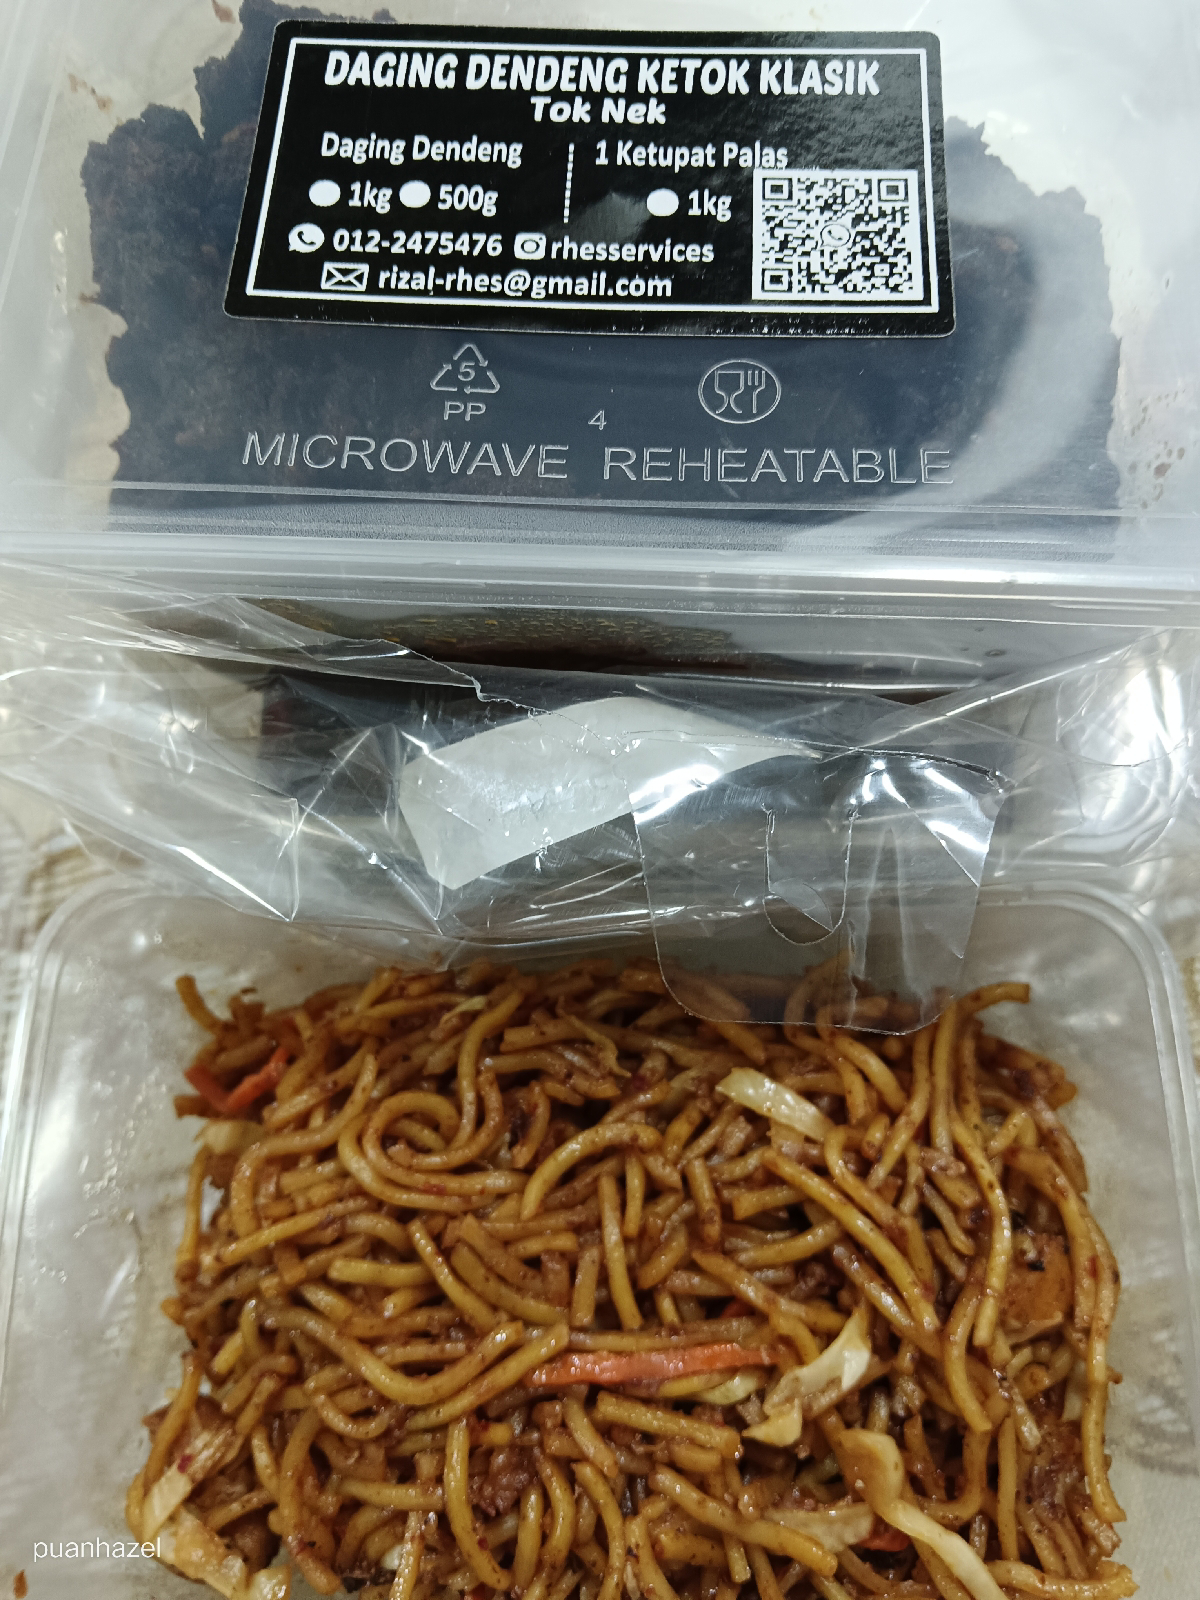 DAGING DENDENG KETOK KLASIK
Tok Nek
Daging Dendeng
1kg 500g
1 Ketupat Palas
1kg
012-2475476 rhesservices
rizal-rhes@gmail.com
5
PP
4
MICROWAVE REHEATABLE
puanhazel